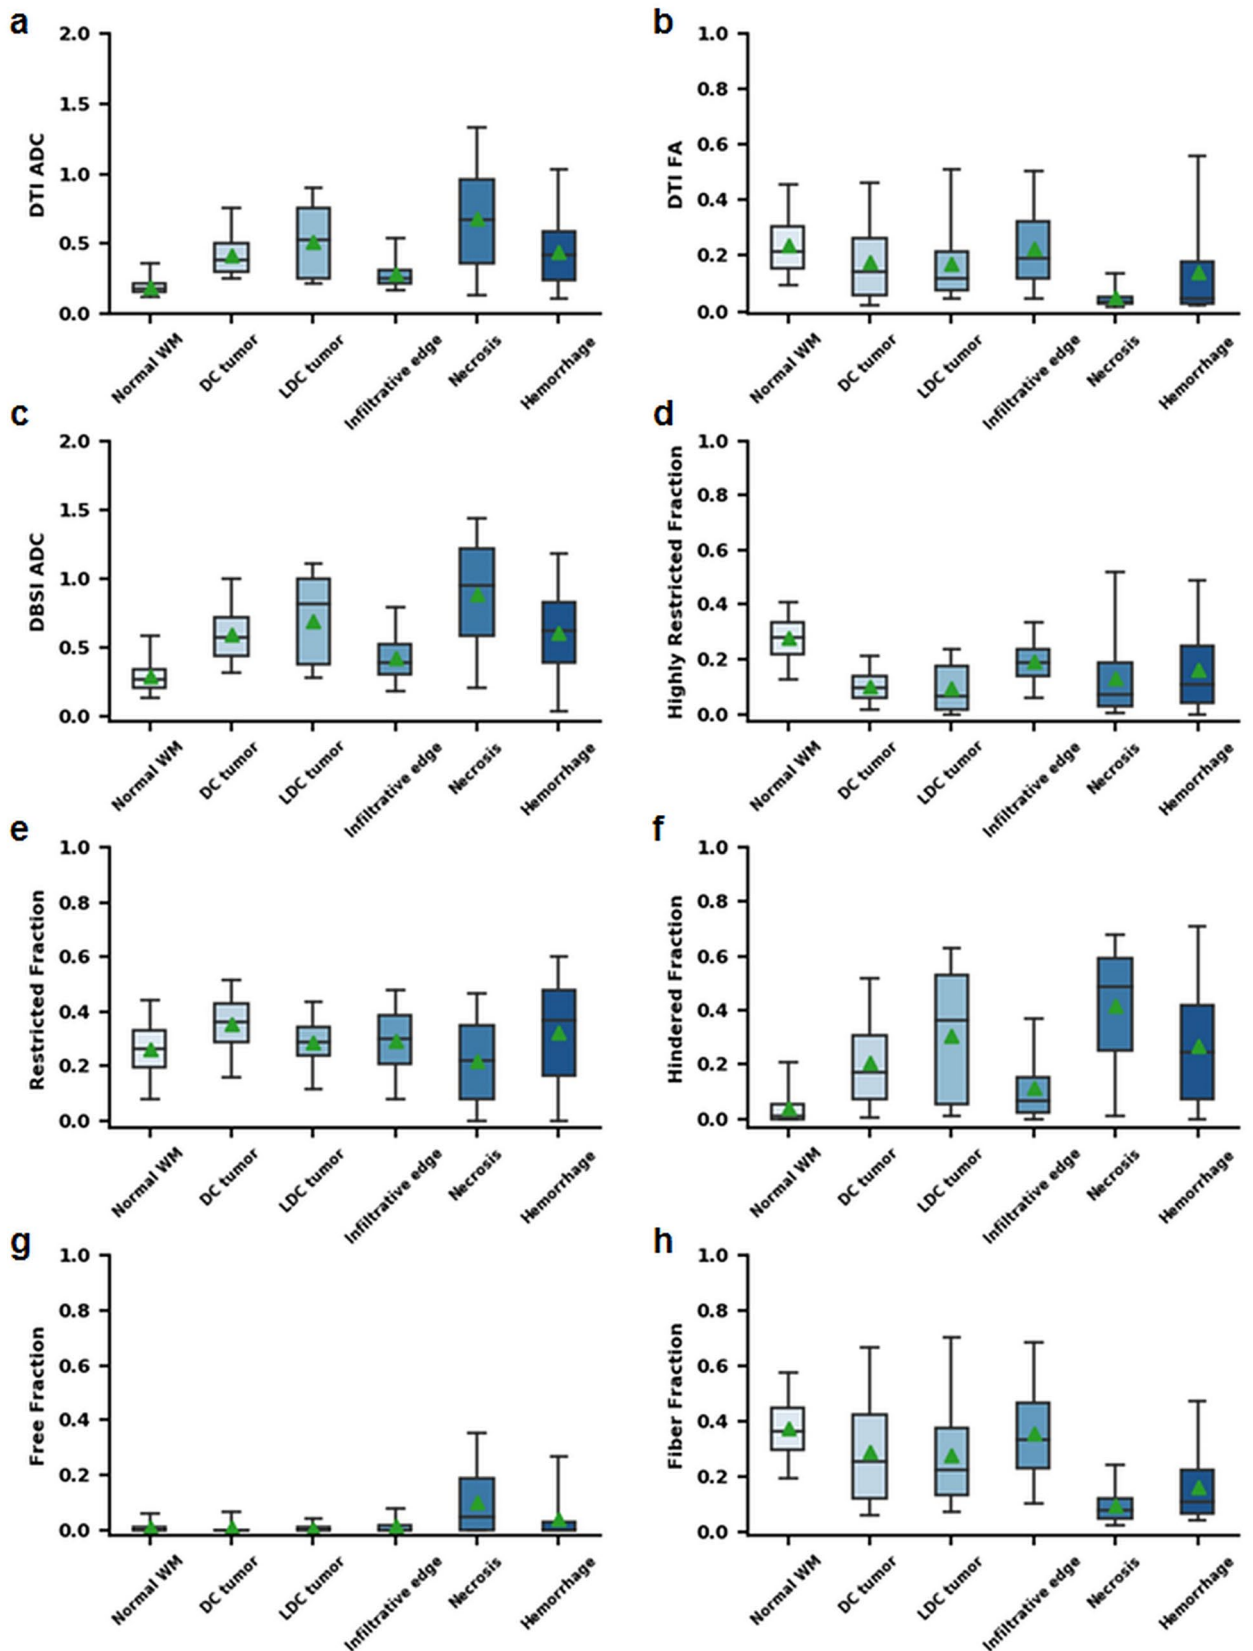 a
DTI ADC
2.0
1.5
1.0
0.5
0.0
Normal WM
DC tumor
LDC tumor
Infiltrative edge
Necrosis
Hemorrhage
b
DTI FA
1.0
0.8
0.6
0.4
0.2
0.0
Normal WM
DC tumor
LDC tumor
Infiltrative edge
Necrosis
Hemorrhage
c
DBSI ADC
2.0
1.5
1.0
0.5
0.0
Normal WM
DC tumor
LDC tumor
Infiltrative edge
Necrosis
Hemorrhage
d
Highly Restricted Fraction
1.0
0.8
0.6
0.4
0.2
0.0
Normal WM
DC tumor
LDC tumor
Infiltrative edge
Necrosis
Hemorrhage
e
Restricted Fraction
1.0
0.8
0.6
0.4
0.2
0.0
Normal WM
DC tumor
LDC tumor
Infiltrative edge
Necrosis
Hemorrhage
f
Hindered Fraction
1.0
0.8
0.6
0.4
0.2
0.0
Normal WM
DC tumor
LDC tumor
Infiltrative edge
Necrosis
Hemorrhage
g
Free Fraction
1.0
0.8
0.6
0.4
0.2
0.0
Normal WM
DC tumor
LDC tumor
Infiltrative edge
Necrosis
Hemorrhage
h
Fiber Fraction
1.0
0.8
0.6
0.4
0.2
0.0
Normal WM
DC tumor
LDC tumor
Infiltrative edge
Necrosis
Hemorrhage